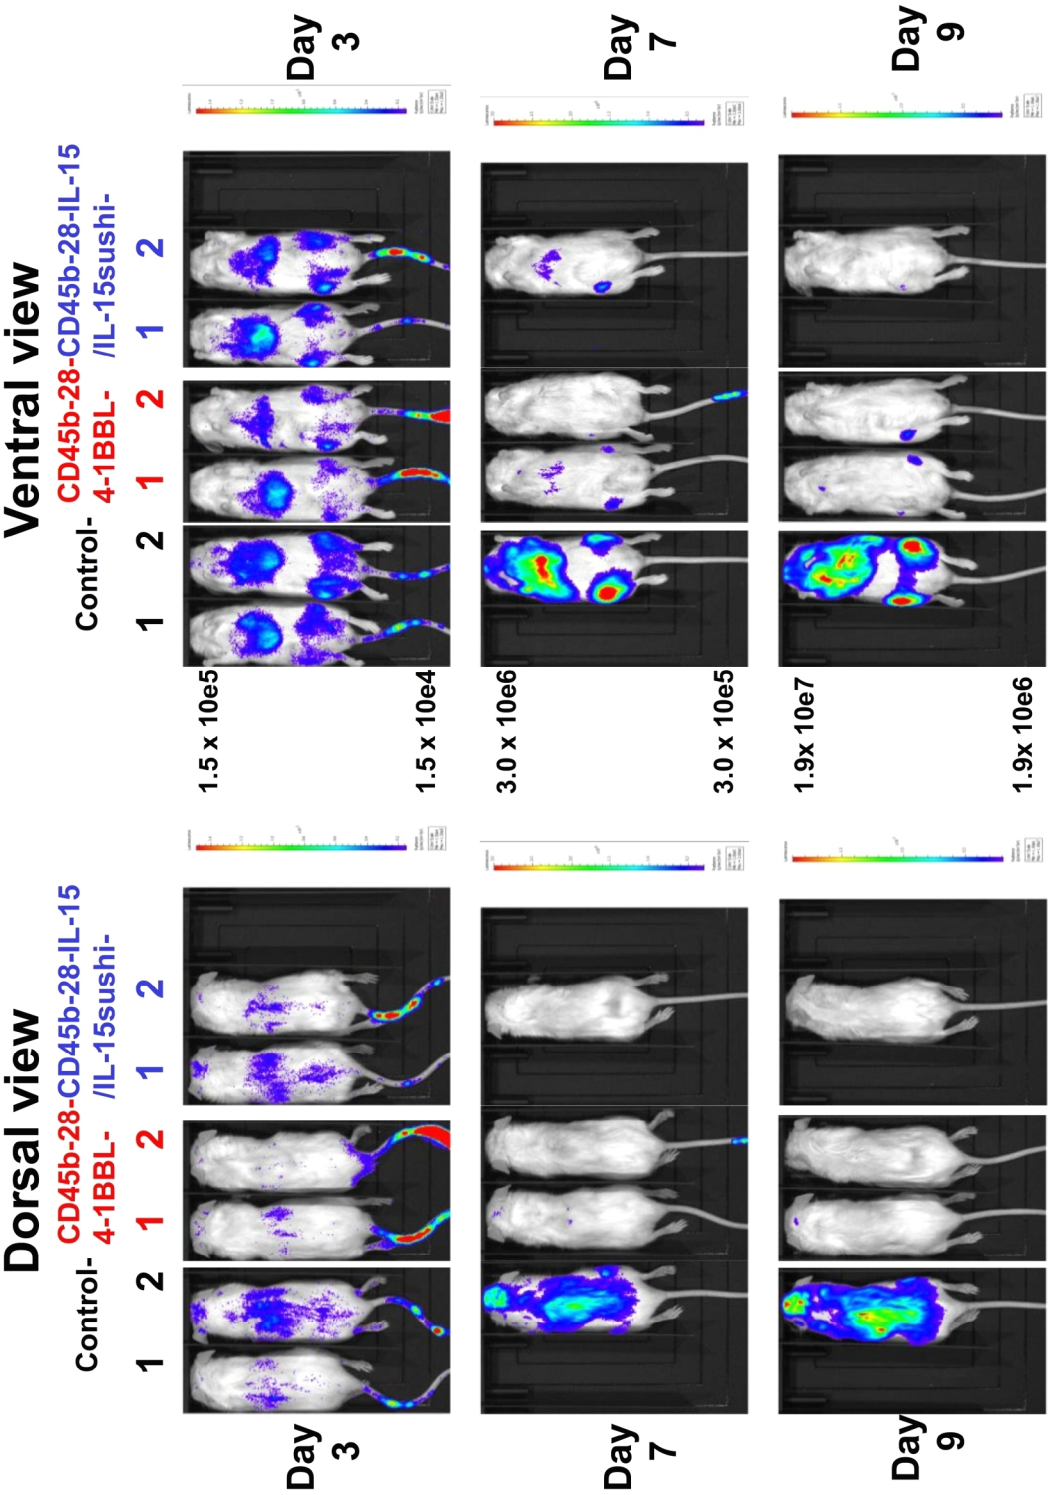 Dorsal view
Control-
CD45b-28-
4-1BBL-
CD45b-28-IL-15
/IL-15sushi-
1
2
1
2
1
2
Day
3
Day
7
Day
9
1.5 x 10e5
1.5 x 10e4
3.0 x 10e6
3.0 x 10e5
1.9x 10e7
1.9x 10e6
Ventral view
Control-
CD45b-28-
4-1BBL-
CD45b-28-IL-15
/IL-15sushi-
1
2
1
2
1
2
Day
3
Day
7
Day
9